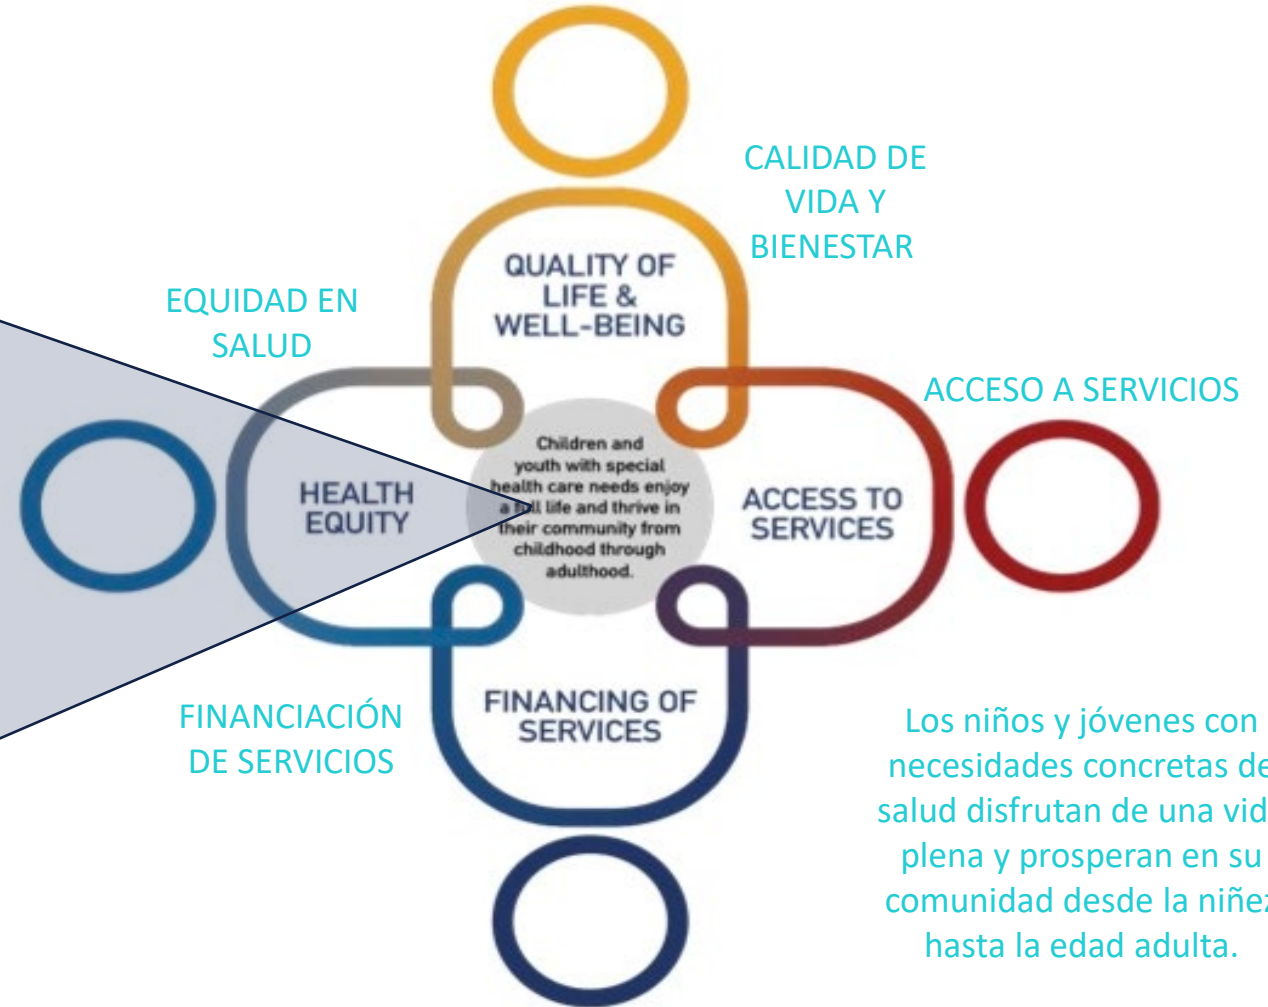 CALIDAD DE
VIDA Y
BIENESTAR
QUALITY OF
LIFE &
WELL-BEING
EQUIDAD EN
SALUD
ACCESO A SERVICIOS
Children and
youth with special
health care needs enjoy
a full life and thrive in
their community from
childhood through
adulthood.
HEALTH
EQUITY
ACCESS TO
SERVICES
FINANCING OF
SERVICES
FINANCIACIÓN
DE SERVICIOS
Los niños y jóvenes con
necesidades concretas de
salud disfrutan de una vid
plena y prosperan en su
comunidad desde la niñez
hasta la edad adulta.